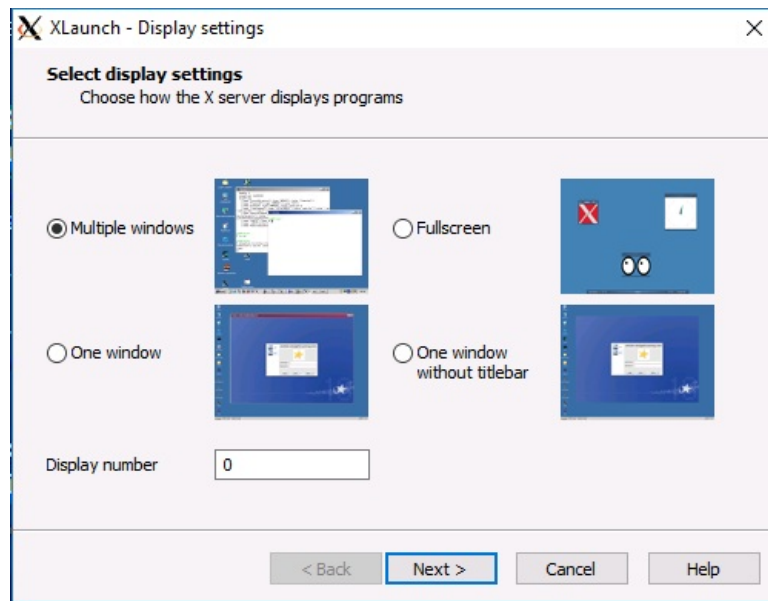 XLaunch - Display settings
Select display settings
Choose how the X server displays programs
Multiple windows
Fullscreen
One window
One window
without titlebar
Display number
0
< Back
Next >
Cancel
Help